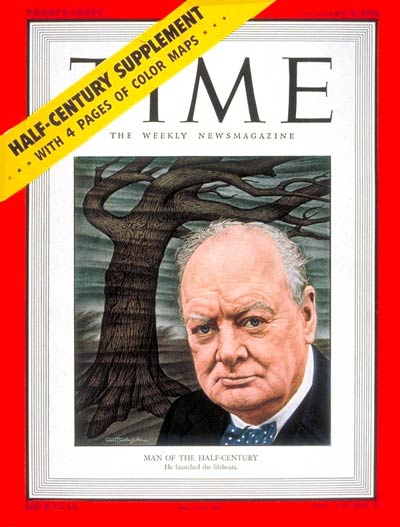 TWENTY CENTS
HALF-CENTURY SUPPLEMENT
WITH 4 PAGES OF COLOR MAPS
TIME
THE WEEKLY NEWSMAGAZINE
MAN OF THE HALF-CENTURY
He launched the lifeboats.